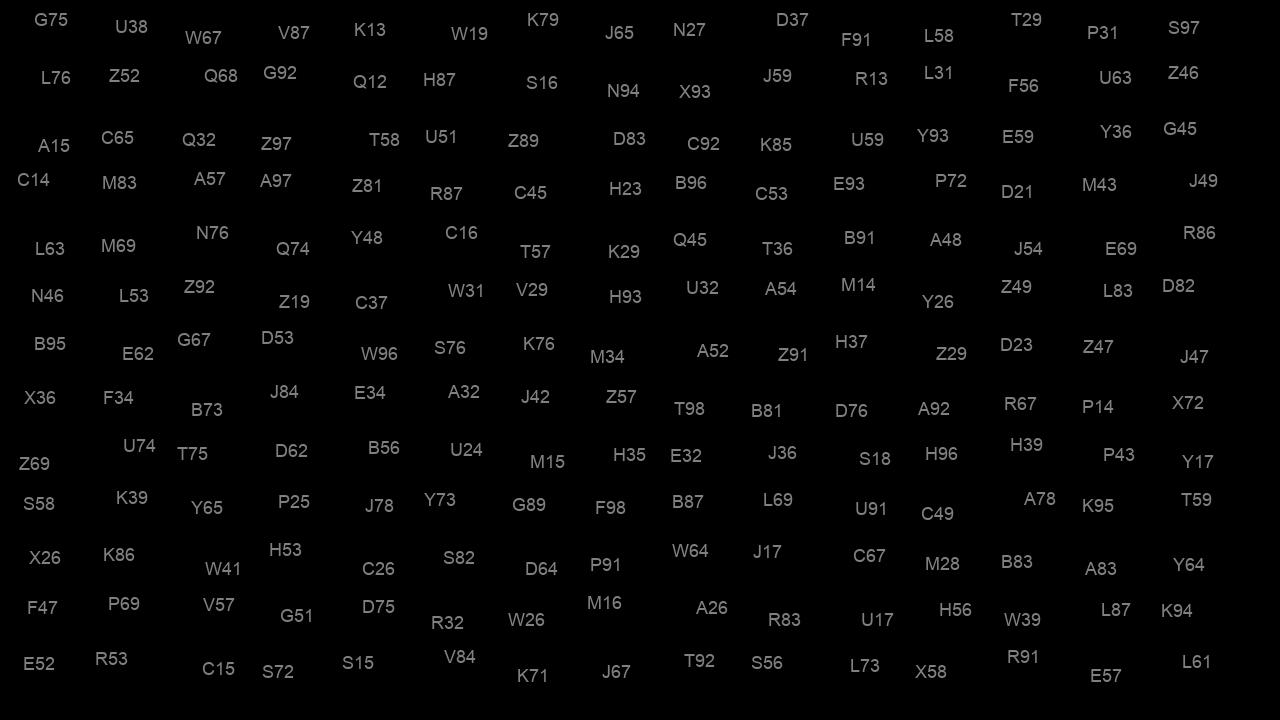 G75 U38 W67 V87 K13 W19 K79 J65 N27 D37 F91 L58 T29 P31 S97
L76 Z52 Q68 G92 Q12 H87 S16 N94 X93 J59 R13 L31 F56 U63 Z46
A15 C65 Q32 Z97 T58 U51 Z89 D83 C92 K85 U59 Y93 E59 Y36 G45
C14 M83 A57 A97 Z81 R87 C45 H23 B96 C53 E93 P72 D21 M43 J49
L63 M69 N76 Q74 Y48 C16 T57 K29 Q45 T36 B91 A48 J54 E69 R86
N46 L53 Z92 Z19 C37 W31 V29 H93 U32 A54 M14 Y26 Z49 L83 D82
B95 E62 G67 D53 W96 S76 K76 M34 A52 Z91 H37 Z29 D23 Z47 J47
X36 F34 B73 J84 E34 A32 J42 Z57 T98 B81 D76 A92 R67 P14 X72
Z69 U74 T75 D62 B56 U24 M15 H35 E32 J36 S18 H96 H39 P43 Y17
S58 K39 Y65 P25 J78 Y73 G89 F98 B87 L69 U91 C49 A78 K95 T59
X26 K86 W41 H53 C26 S82 D64 P91 W64 J17 C67 M28 B83 A83 Y64
F47 P69 V57 G51 D75 R32 W26 M16 A26 R83 U17 H56 W39 L87 K94
E52 R53 C15 S72 S15 V84 K71 J67 T92 S56 L73 X58 R91 E57 L61